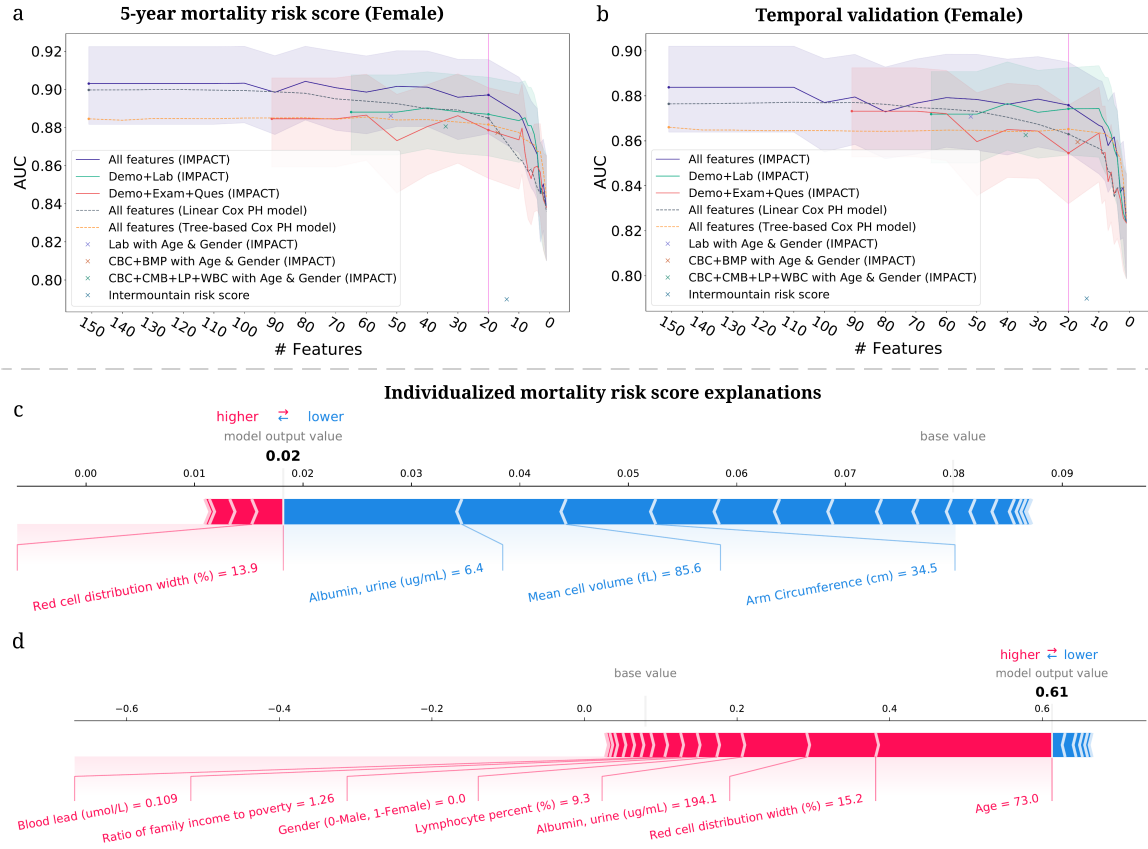 a
5-year mortality risk score (Female)
AUC
0.92
0.90
0.88
0.86
0.84
0.82
0.80
All features (IMPACT)
Demo+Lab (IMPACT)
Demo+Exam+Ques (IMPACT)
All features (Linear Cox PH model)
All features (Tree-based Cox PH model)
Lab with Age & Gender (IMPACT)
CBC+BMP with Age & Gender (IMPACT)
CBC+CMB+LP+WBC with Age & Gender (IMPACT)
Intermountain risk score
150 140 130 120 110 100 90 80 70 60 50 40 30 20 10 0
# Features
b
Temporal validation (Female)
AUC
0.90
0.88
0.86
0.84
0.82
0.80
All features (IMPACT)
Demo+Lab (IMPACT)
Demo+Exam+Ques (IMPACT)
All features (Linear Cox PH model)
All features (Tree-based Cox PH model)
Lab with Age & Gender (IMPACT)
CBC+BMP with Age & Gender (IMPACT)
CBC+CMB+LP+WBC with Age & Gender (IMPACT)
Intermountain risk score
150 140 130 120 110 100 90 80 70 60 50 40 30 20 10 0
# Features
Individualized mortality risk score explanations
c
higher ⇄ lower
model output value
base value
0.02
0.00 0.01 0.02 0.03 0.04 0.05 0.06 0.07 0.08 0.09
Red cell distribution width (%) = 13.9
Albumin, urine (ug/mL) = 6.4
Mean cell volume (fL) = 85.6
Arm Circumference (cm) = 34.5
d
higher ⇄ lower
base value
model output value
0.61
−0.6 −0.4 −0.2 0.0 0.2 0.4 0.6
Blood lead (umol/L) = 0.109
Ratio of family income to poverty = 1.26
Gender (0-Male, 1-Female) = 0.0
Lymphocyte percent (%) = 9.3
Albumin, urine (ug/mL) = 194.1
Red cell distribution width (%) = 15.2
Age = 73.0